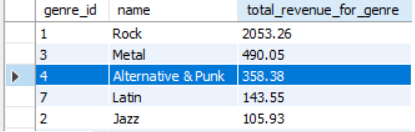 genre_id name total_revenue_for_genre
1 Rock 2053.26
3 Metal 490.05
4 Alternative & Punk 358.38
7 Latin 143.55
2 Jazz 105.93